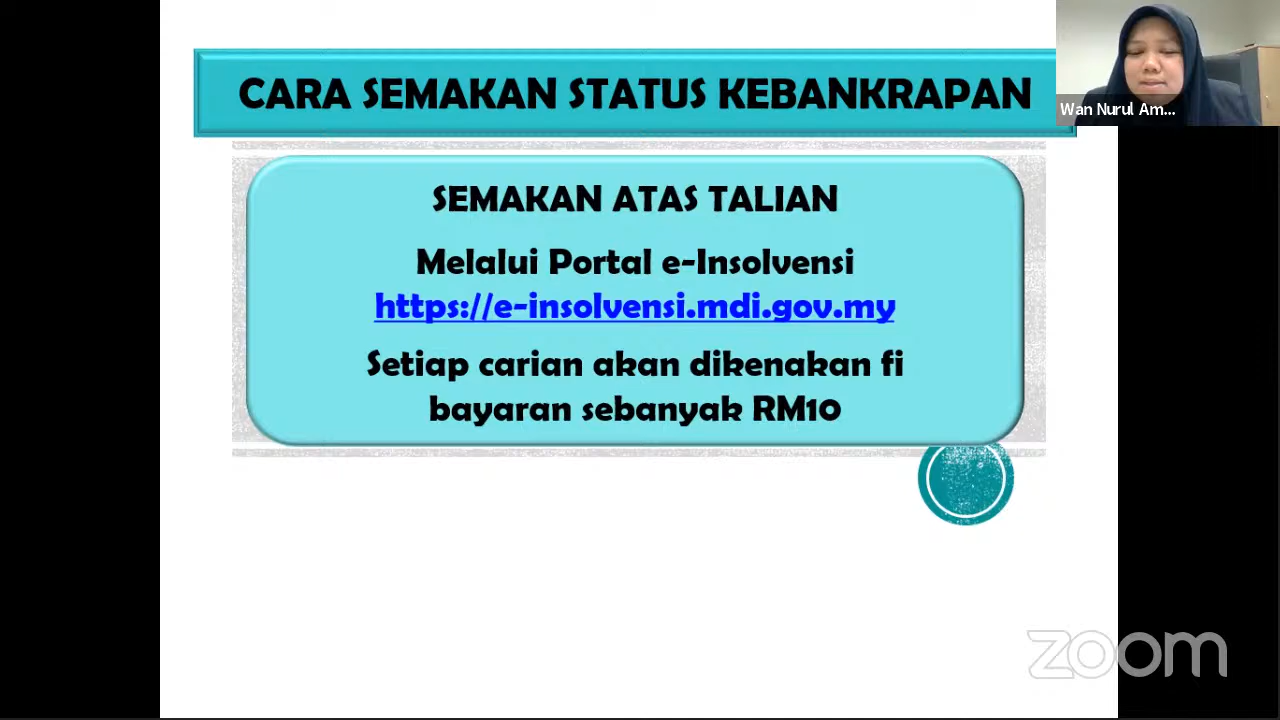 CARA SEMAKAN STATUS KEBANKRAPAN
Wan Nurul Am...
SEMAKAN ATAS TALIAN
Melalui Portal e-Insolvensi
https://e-insolvensi.mdi.gov.my
Setiap carian akan dikenakan fi
bayaran sebanyak RM10
zoom